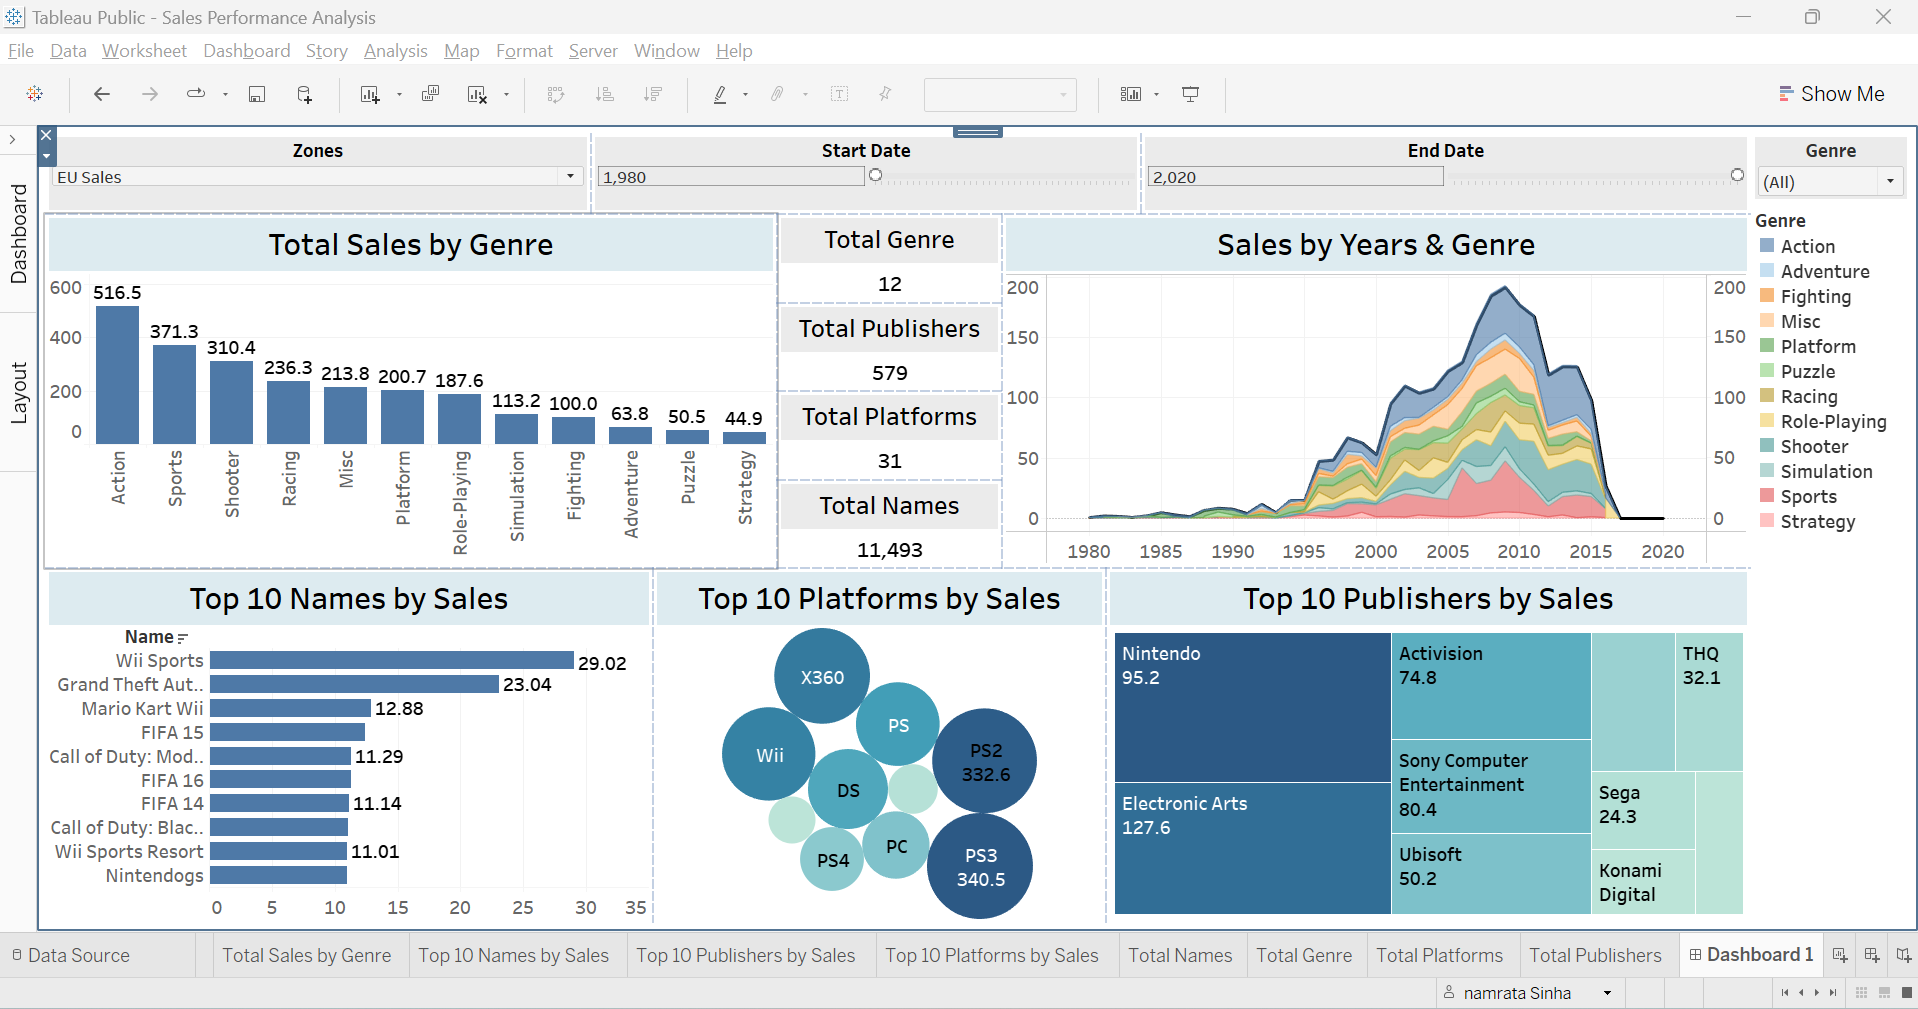 Tableau Public - Sales Performance Analysis
File Data Worksheet Dashboard Story Analysis Map Format Server Window Help
Show Me
Dashboard
Layout
Zones
EU Sales
Start Date
1,980
End Date
2,020
Genre
(All)
Total Sales by Genre
600
400
200
0
516.5
371.3
310.4
236.3
213.8
200.7
187.6
113.2
100.0
63.8
50.5
44.9
Action
Sports
Shooter
Racing
Misc
Platform
Role-Playing
Simulation
Fighting
Adventure
Puzzle
Strategy
Total Genre
12
Total Publishers
579
Total Platforms
31
Total Names
11,493
Sales by Years & Genre
200
150
100
50
0
200
150
100
50
0
1980 1985 1990 1995 2000 2005 2010 2015 2020
Genre
Action
Adventure
Fighting
Misc
Platform
Puzzle
Racing
Role-Playing
Shooter
Simulation
Sports
Strategy
Top 10 Names by Sales
Name
Wii Sports 29.02
Grand Theft Aut.. 23.04
Mario Kart Wii 12.88
FIFA 15
Call of Duty: Mod.. 11.29
FIFA 16
FIFA 14 11.14
Call of Duty: Blac..
Wii Sports Resort 11.01
Nintendogs
0 5 10 15 20 25 30 35
Top 10 Platforms by Sales
X360
PS
Wii
PS2
332.6
DS
PC
PS4
PS3
340.5
Top 10 Publishers by Sales
Nintendo
95.2
Electronic Arts
127.6
Activision
74.8
Sony Computer
Entertainment
80.4
Ubisoft
50.2
THQ
32.1
Sega
24.3
Konami
Digital
Data Source Total Sales by Genre Top 10 Names by Sales Top 10 Publishers by Sales Top 10 Platforms by Sales Total Names Total Genre Total Platforms Total Publishers Dashboard 1
namrata Sinha